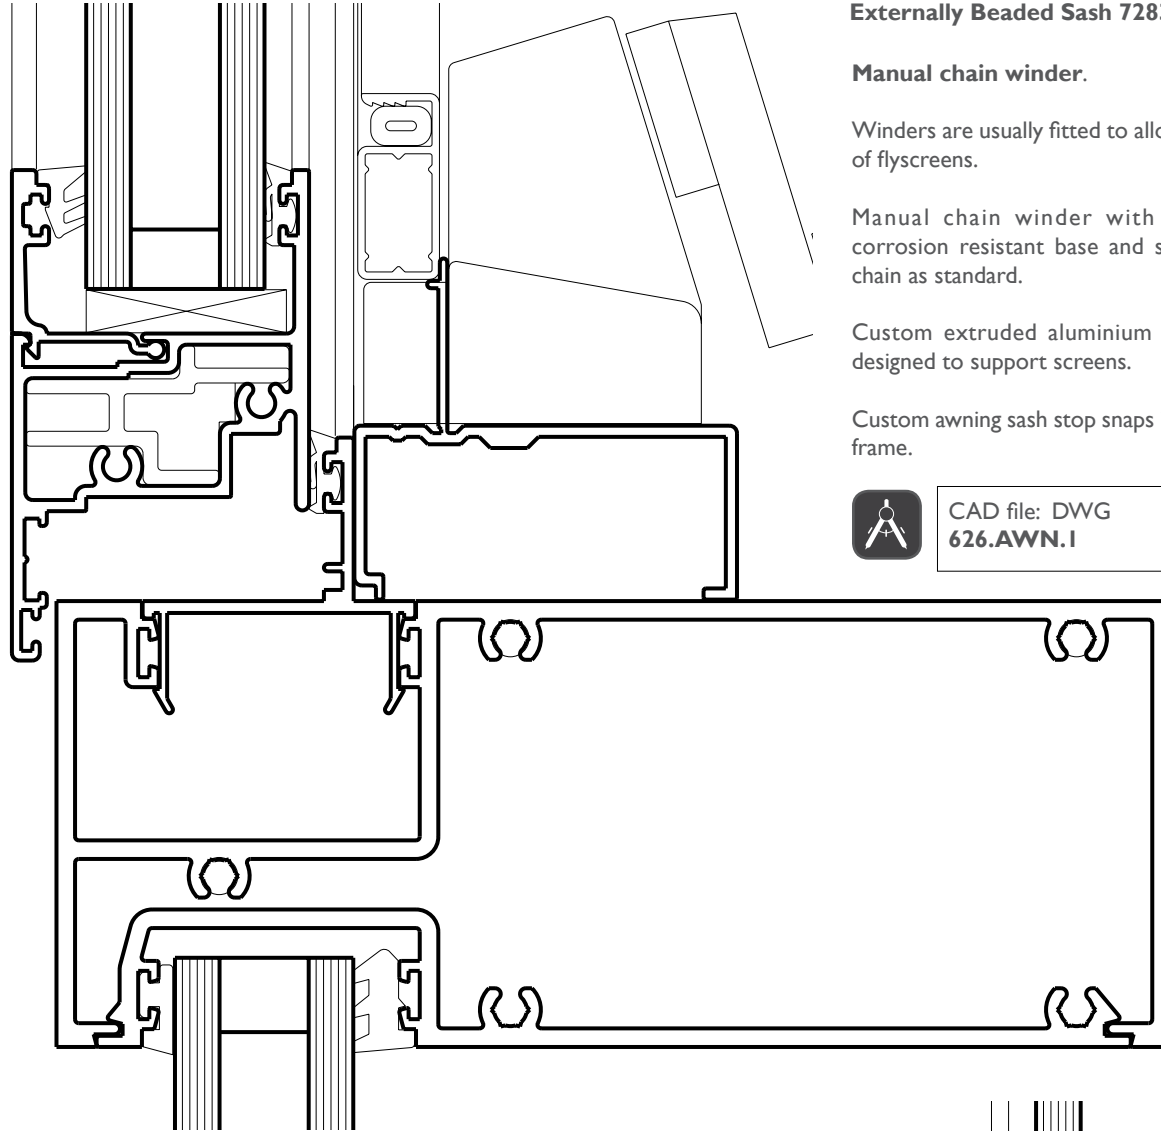 Externally Beaded Sash 728
Manual chain winder.
Winders are usually fitted to
of flyscreens.
Manual chain winder with
corrosion resistant base and
chain as standard.
Custom extruded aluminium
designed to support screens.
Custom awning sash stop snaps
frame.
CAD file: DWG
626.AWN.1